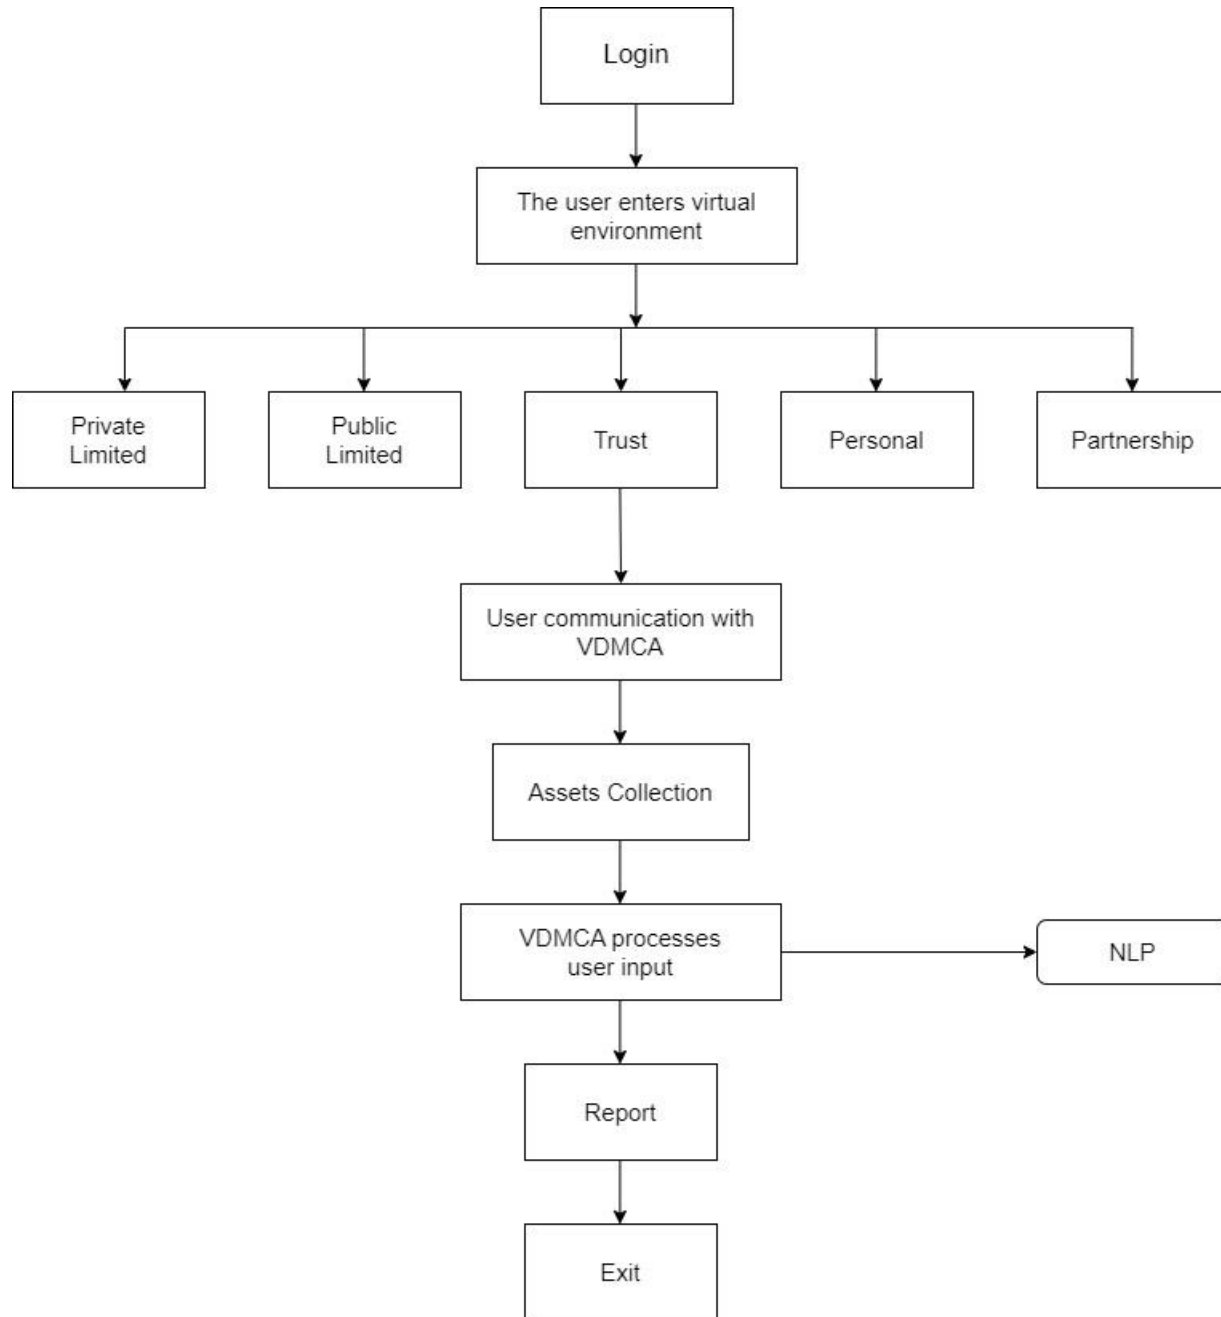 Login
The user enters virtual
environment
Private
Limited
Public
Limited
Trust
Personal
Partnership
User communication with
VDMCA
Assets Collection
VDMCA processes
user input
NLP
Report
Exit